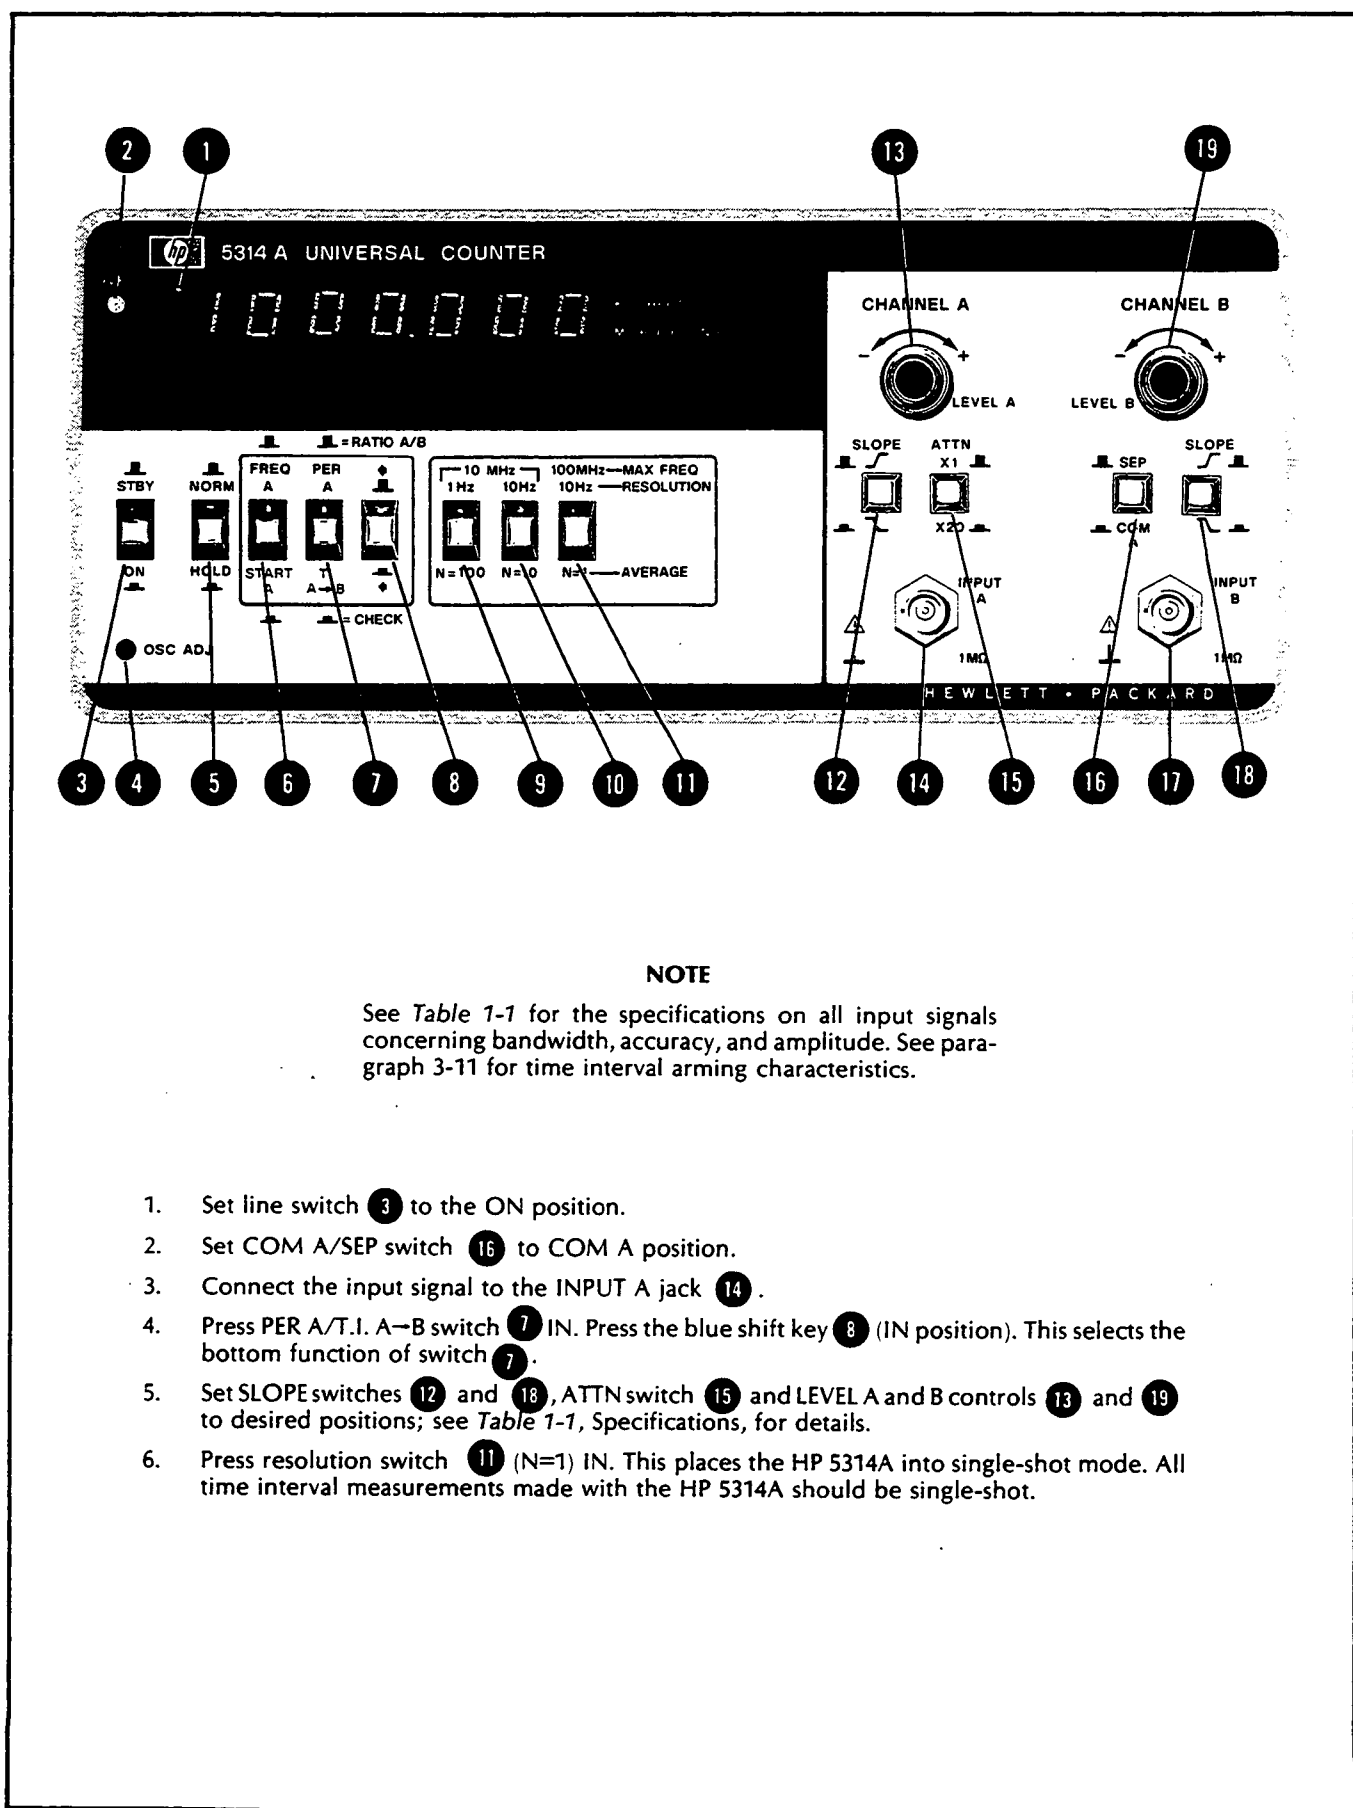 2 1 13 19
hp 5314 A UNIVERSAL COUNTER
1000.000
CHANNEL A CHANNEL B
- + - +
LEVEL A LEVEL B
= RATIO A/B
STBY NORM FREQ A PER A
10 MHz 100MHz—MAX FREQ
1Hz 10Hz 10Hz —RESOLUTION
SLOPE ATTN SLOPE
X1 SEP
X20 COM A
ON HOLD START A T A→B
N=100 N=10 N=1 —AVERAGE
= CHECK
INPUT A INPUT B
OSC ADJ
1MΩ 1MΩ
HEWLETT • PACKARD
3 4 5 6 7 8 9 10 11 12 14 15 16 17 18
NOTE
See Table 1-1 for the specifications on all input signals
concerning bandwidth, accuracy, and amplitude. See para-
graph 3-11 for time interval arming characteristics.
1. Set line switch 3 to the ON position.
2. Set COM A/SEP switch 16 to COM A position.
3. Connect the input signal to the INPUT A jack 14 .
4. Press PER A/T.I. A→B switch 7 IN. Press the blue shift key 8 (IN position). This selects the
bottom function of switch 7 .
5. Set SLOPE switches 12 and 18 , ATTN switch 15 and LEVEL A and B controls 13 and 19
to desired positions; see Table 1-1, Specifications, for details.
6. Press resolution switch 11 (N=1) IN. This places the HP 5314A into single-shot mode. All
time interval measurements made with the HP 5314A should be single-shot.